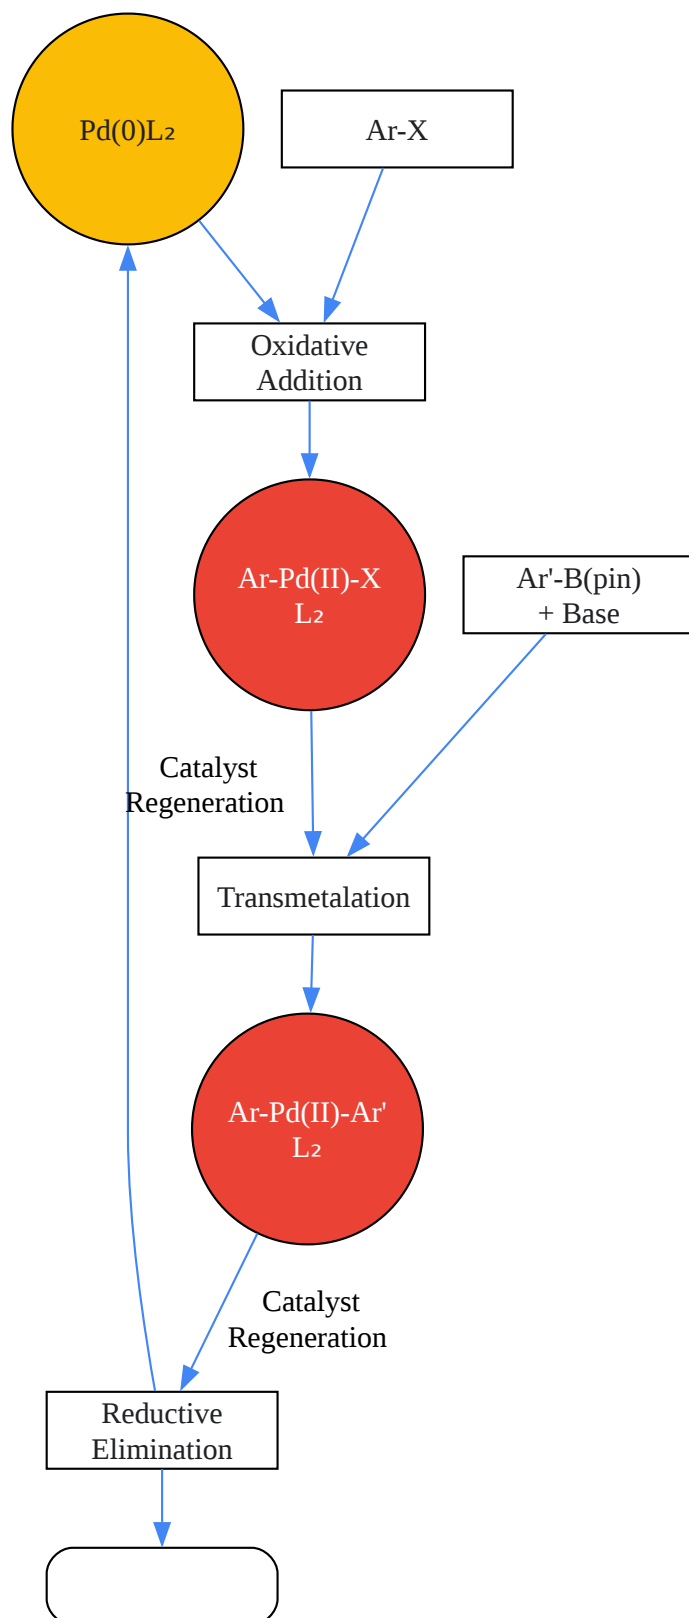 Pd(0)L₂
Ar-X
Oxidative
Addition
Ar-Pd(II)-X
L₂
Ar'-B(pin)
+ Base
Catalyst
Regeneration
Transmetalation
Ar-Pd(II)-Ar'
L₂
Catalyst
Regeneration
Reductive
Elimination